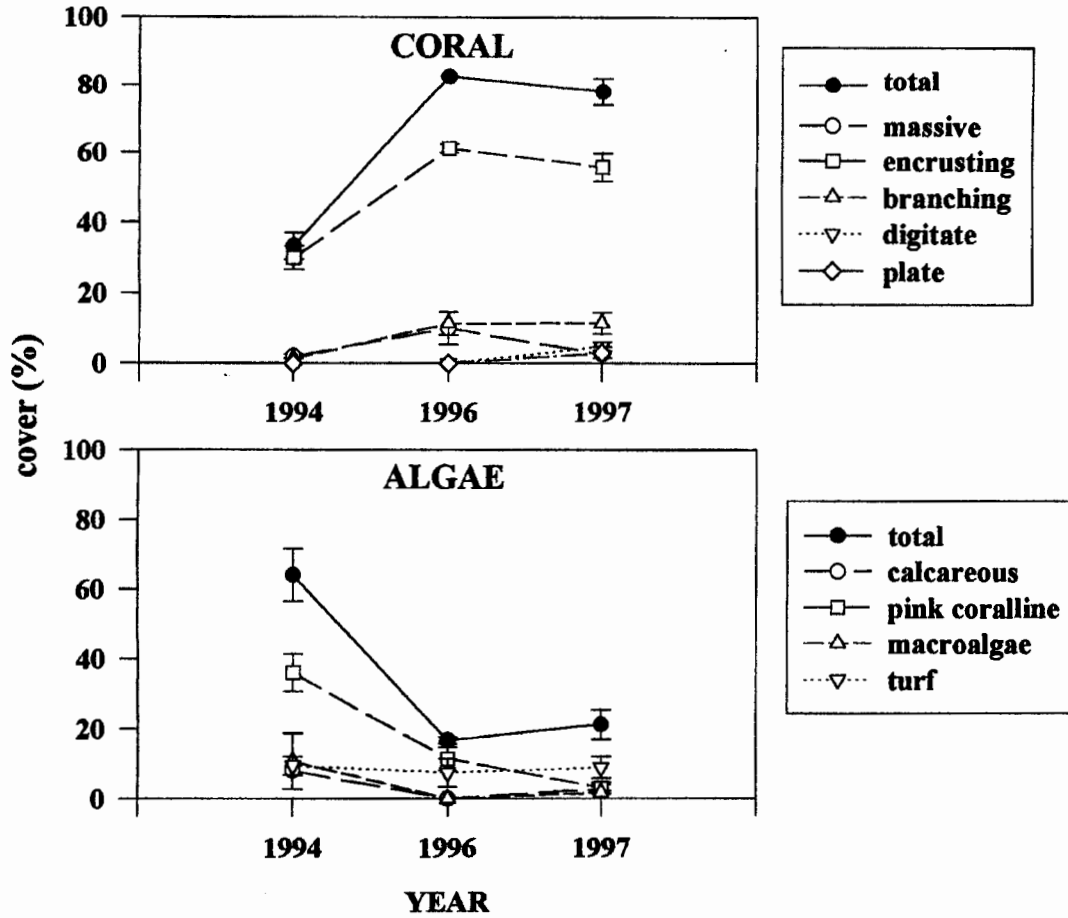 CORAL
100
80
60
40
20
0
1994 1996 1997
total
massive
encrusting
branching
digitate
plate
cover (%)
ALGAE
100
80
60
40
20
0
1994 1996 1997
YEAR
total
calcareous
pink coralline
macroalgae
turf